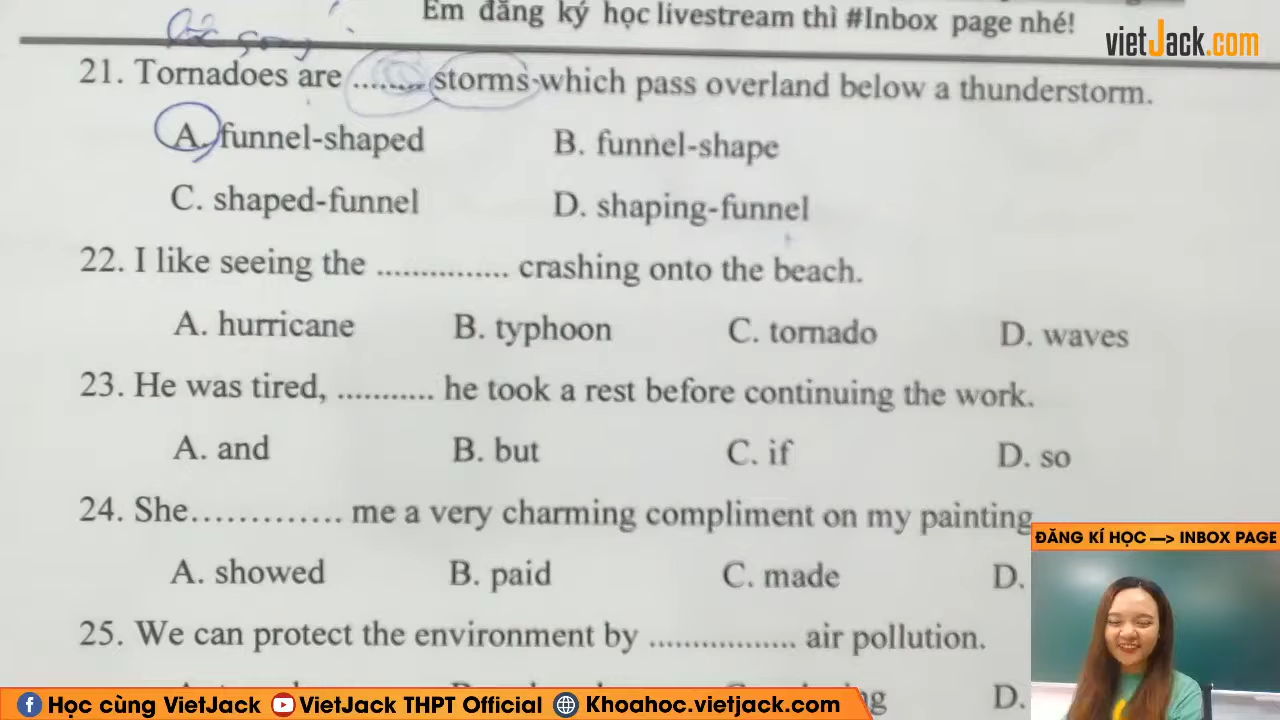 Em đăng ký học livestream thì #Inbox page nhé!
vietJack.com
21. Tornadoes are ........ storms which pass overland below a thunderstorm.
A. funnel-shaped B. funnel-shape
C. shaped-funnel D. shaping-funnel
22. I like seeing the ............... crashing onto the beach.
A. hurricane B. typhoon C. tornado D. waves
23. He was tired, ........... he took a rest before continuing the work.
A. and B. but C. if D. so
24. She............. me a very charming compliment on my painting
A. showed B. paid C. made D.
25. We can protect the environment by ................. air pollution.
D.
ĐĂNG KÍ HỌC —> INBOX PAGE
Học cùng VietJack VietJack THPT Official Khoahoc.vietjack.com